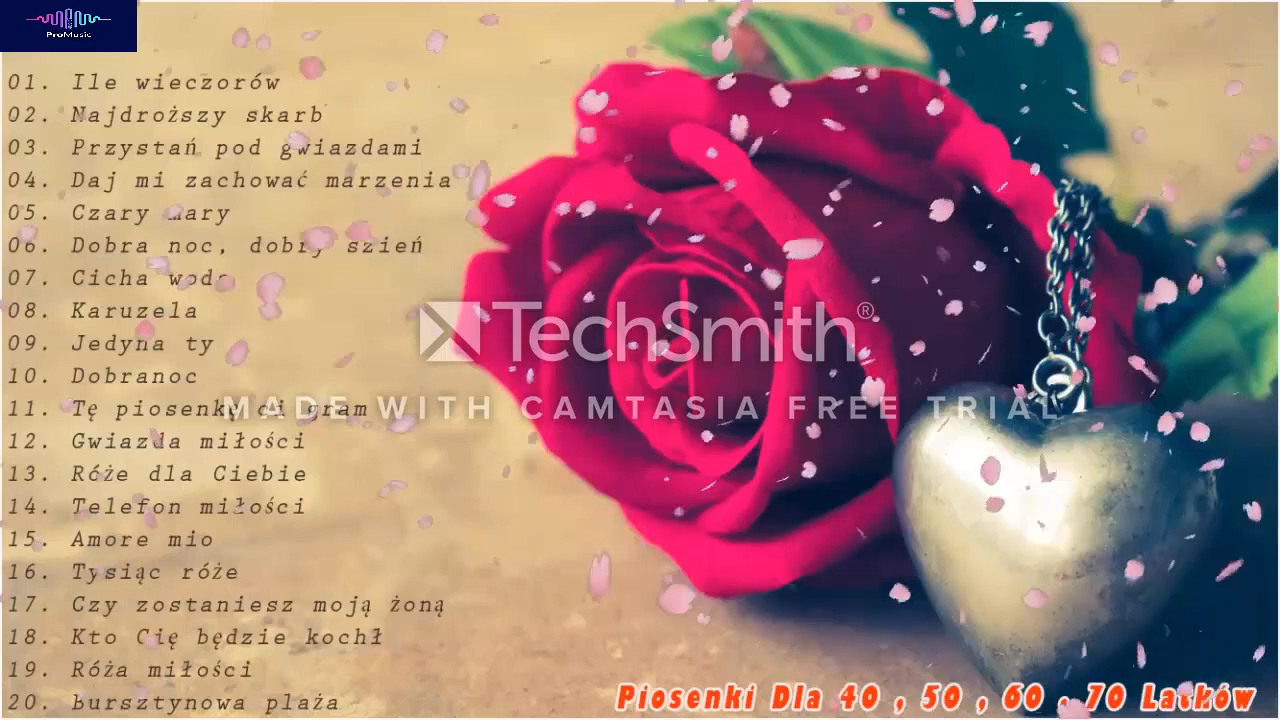 ProMusic
01. Ile wieczorów
02. Najdroższy skarb
03. Przystań pod gwiazdami
04. Daj mi zachować marzenia
05. Czary mary
06. Dobra noc, dobry szień
07. Cicha woda
08. Karuzela
09. Jedyna ty
10. Dobranoc
11. Tę piosenkę ci gram
12. Gwiazda miłości
13. Róże dla Ciebie
14. Telefon miłości
15. Amore mio
16. Tysiąc róże
17. Czy zostaniesz moją żoną
18. Kto Cię będzie kochł
19. Róża miłości
20. Bursztynowa plaża
TechSmith®
MADE WITH CAMTASIA FREE TRIAL
Piosenki Dla 40 , 50 , 60 , 70 Latków